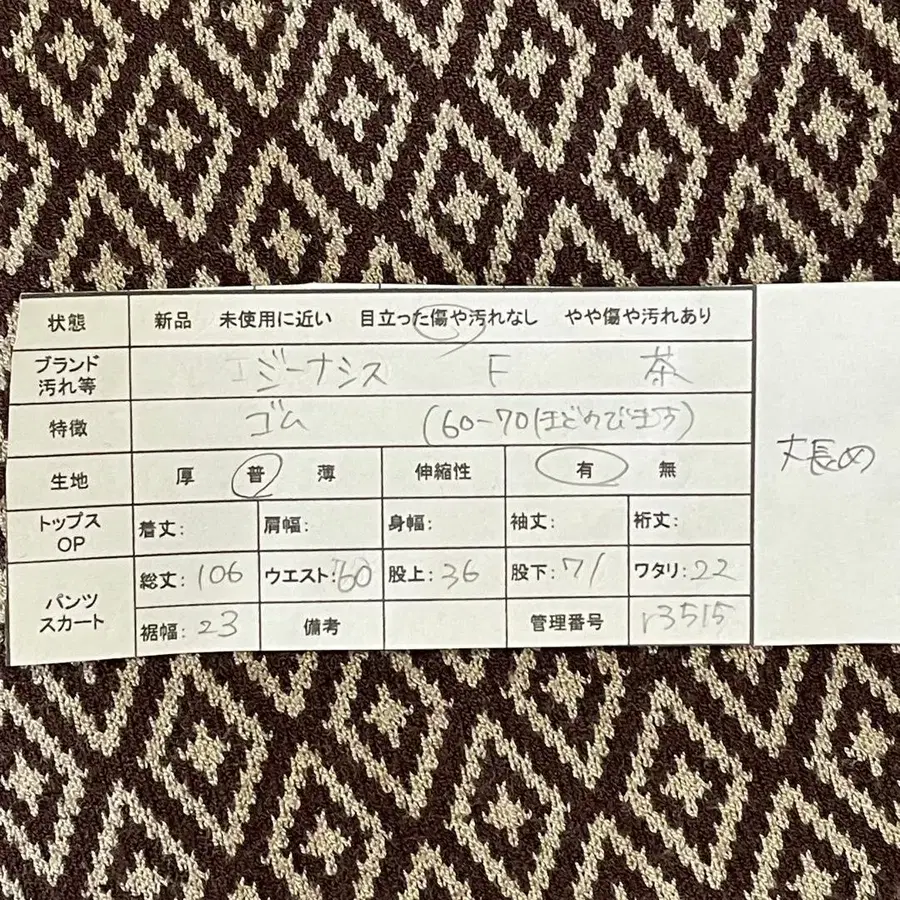 状態 新品 未使用に近い 目立った傷や汚れなし やや傷や汚れあり
ブランド 汚れ等 エジーナシス F 茶
特徴 ゴム (60-70ほどのびます)
生地 厚 普 薄 伸縮性 有 無
丈長め
トップス OP 着丈: 肩幅: 身幅: 袖丈: 裄丈:
パンツ スカート 総丈: 106 ウエスト: 60 股上: 36 股下: 71 ワタリ: 22
裾幅: 23 備考 管理番号 r3515